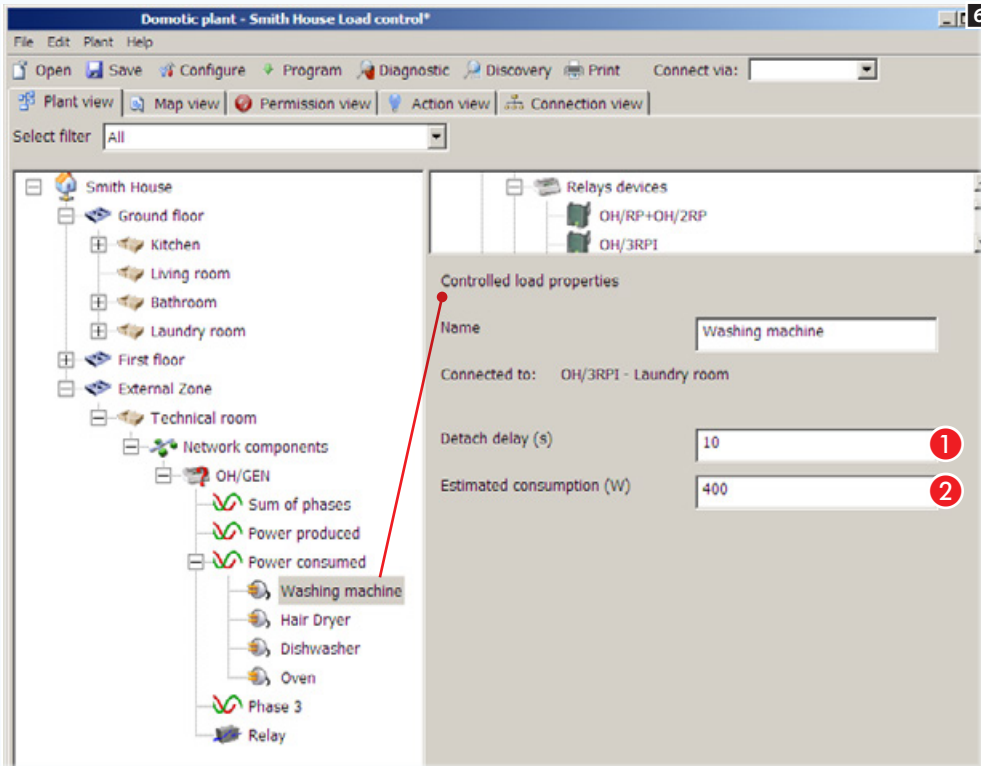 Domotic plant - Smith House Load control*
6
File Edit Plant Help
Open Save Configure Program Diagnostic Discovery Print Connect via:
Plant view Map view Permission view Action view Connection view
Select filter All
Smith House
Ground floor
Kitchen
Living room
Bathroom
Laundry room
First floor
External Zone
Technical room
Network components
OH/GEN
Sum of phases
Power produced
Power consumed
Washing machine
Hair Dryer
Dishwasher
Oven
Phase 3
Relay
Relays devices
OH/RP+OH/2RP
OH/3RPI
Controlled load properties
Name Washing machine
Connected to: OH/3RPI - Laundry room
Detach delay (s) 10 1
Estimated consumption (W) 400 2